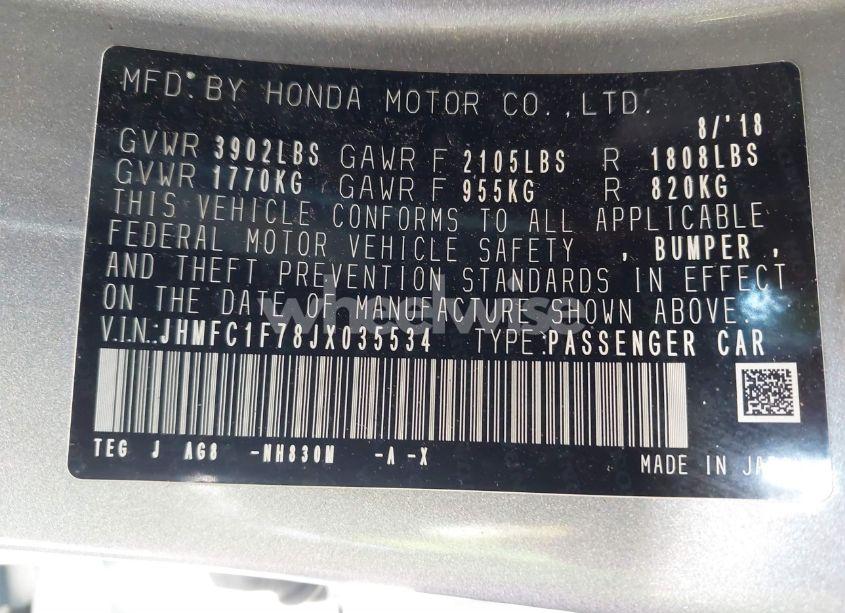 MFD. BY HONDA MOTOR CO., LTD.
8/'18
GVWR 3902LBS GAWR F 2105LBS R 1808LBS
GVWR 1770KG GAWR F 955KG R 820KG
THIS VEHICLE CONFORMS TO ALL APPLICABLE
FEDERAL MOTOR VEHICLE SAFETY , BUMPER ,
AND THEFT PREVENTION STANDARDS IN EFFECT
ON THE DATE OF MANUFACTURE SHOWN ABOVE.
wheelwise
V.I.N.:JHMFC1F78JX035534 TYPE:PASSENGER CAR
TEG J AG8 -NH830M -A -X
MADE IN